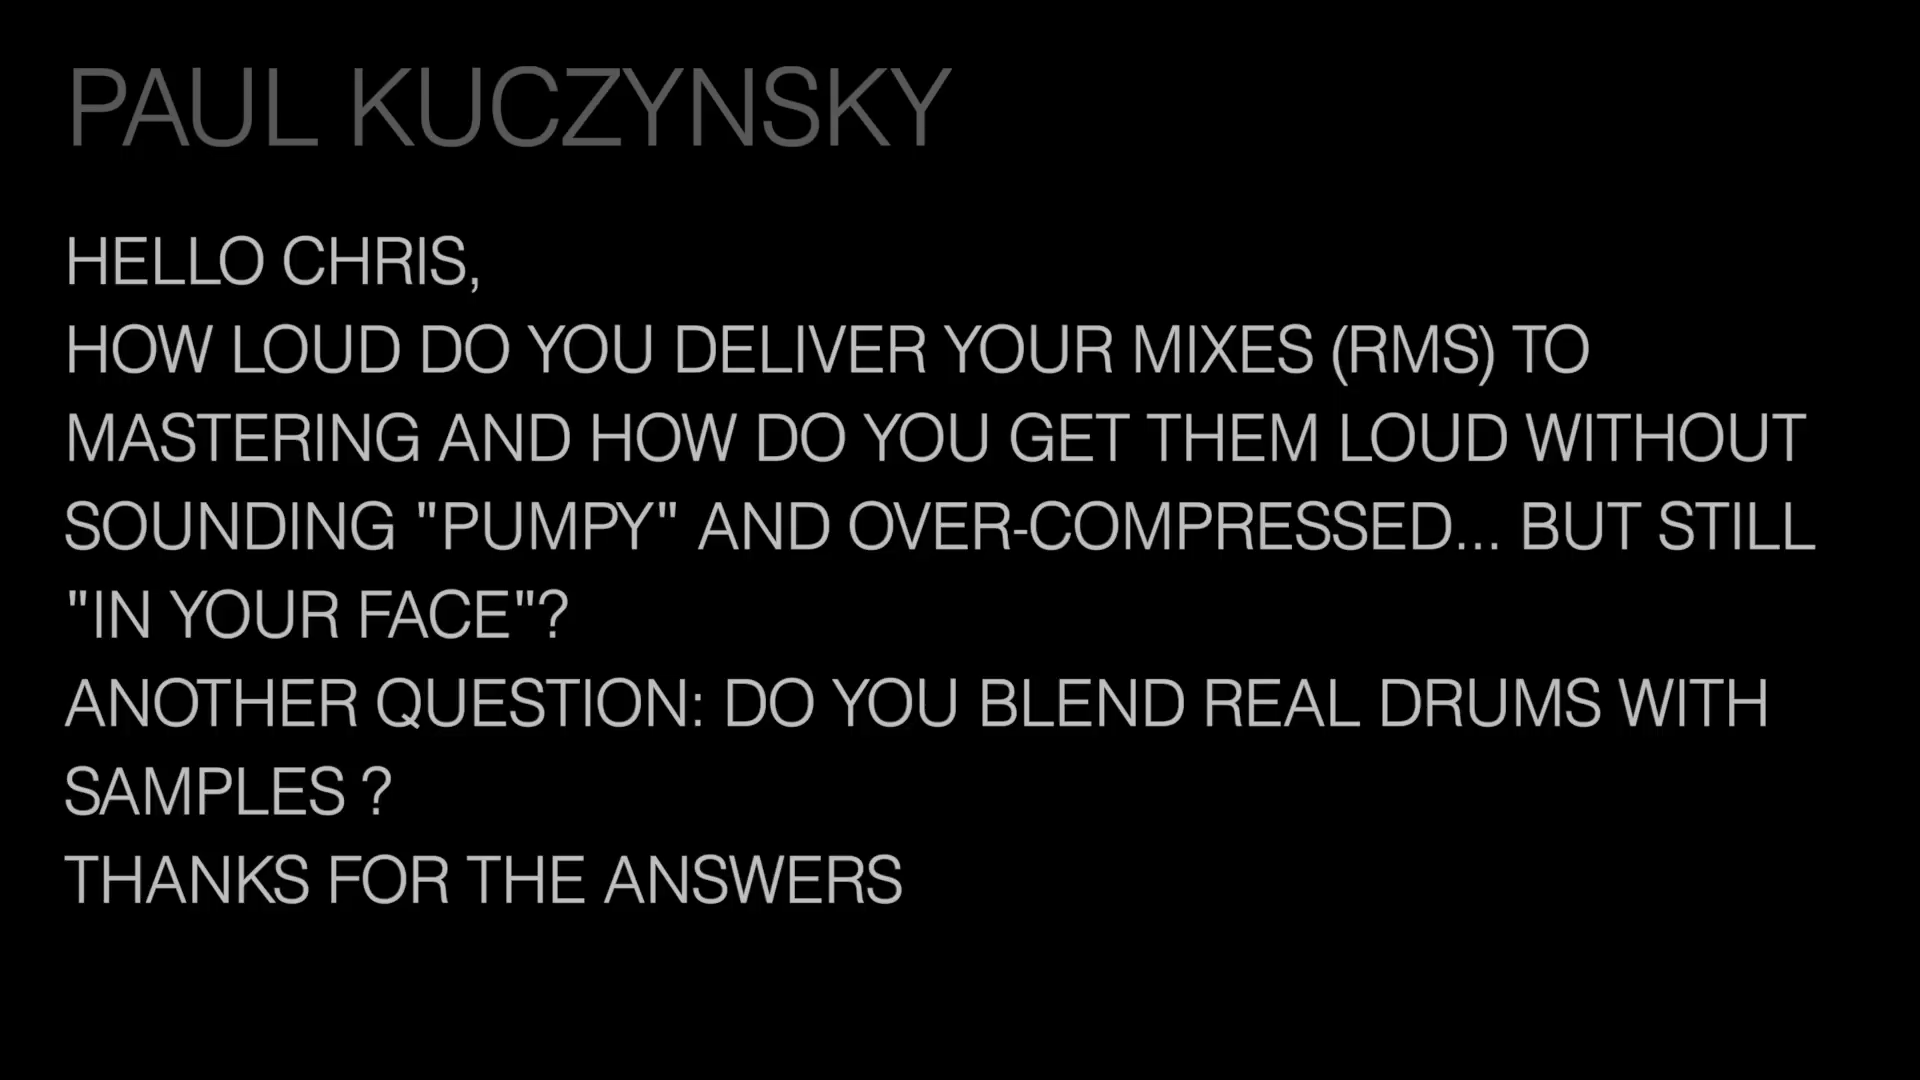 PAUL KUCZYNSKY
HELLO CHRIS,
HOW LOUD DO YOU DELIVER YOUR MIXES (RMS) TO
MASTERING AND HOW DO YOU GET THEM LOUD WITHOUT
SOUNDING "PUMPY" AND OVER-COMPRESSED... BUT STILL
"IN YOUR FACE"?
ANOTHER QUESTION: DO YOU BLEND REAL DRUMS WITH
SAMPLES ?
THANKS FOR THE ANSWERS